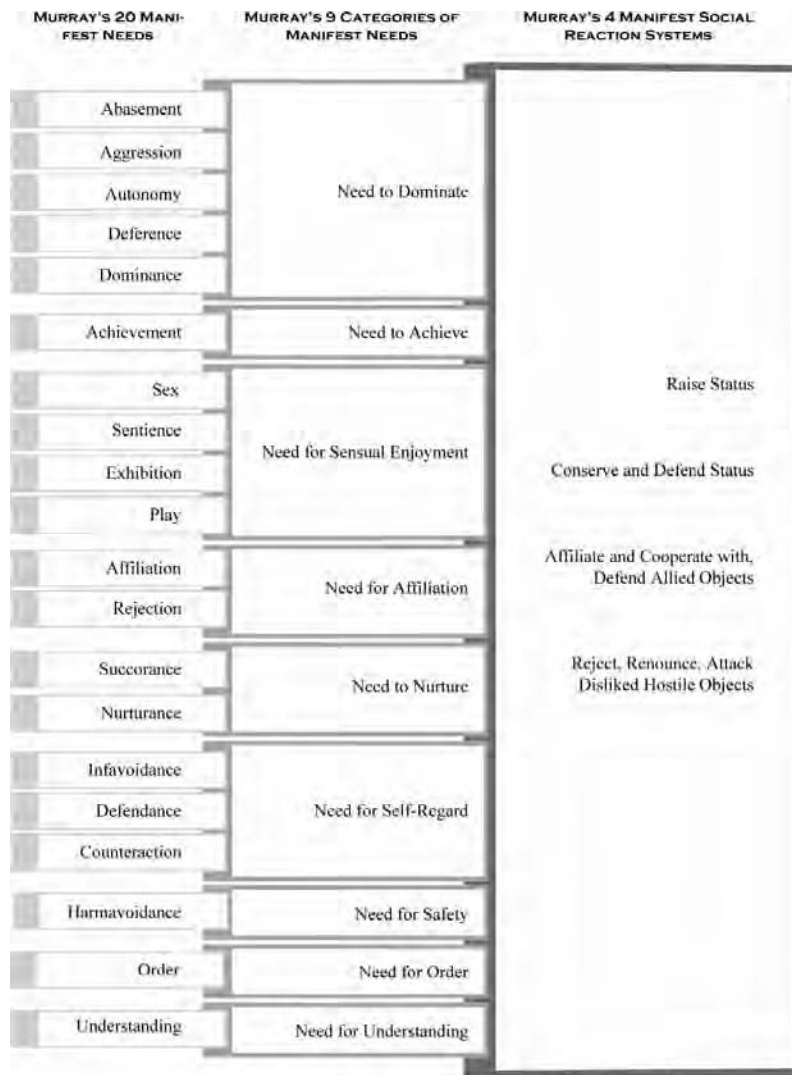 MURRAY'S 20 MANI-
FEST NEEDS
MURRAY'S 9 CATEGORIES OF
MANIFEST NEEDS
MURRAY'S 4 MANIFEST SOCIAL
REACTION SYSTEMS
Abasement
Aggression
Autonomy
Deference
Dominance
Achievement
Sex
Sentience
Exhibition
Play
Affiliation
Rejection
Succorance
Nurturance
Infavoidance
Defendance
Counteraction
Harmavoidance
Order
Understanding
Need to Dominate
Need to Achieve
Need for Sensual Enjoyment
Need for Affiliation
Need to Nurture
Need for Self-Regard
Need for Safety
Need for Order
Need for Understanding
Raise Status
Conserve and Defend Status
Affiliate and Cooperate with,
Defend Allied Objects
Reject, Renounce, Attack
Disliked Hostile Objects